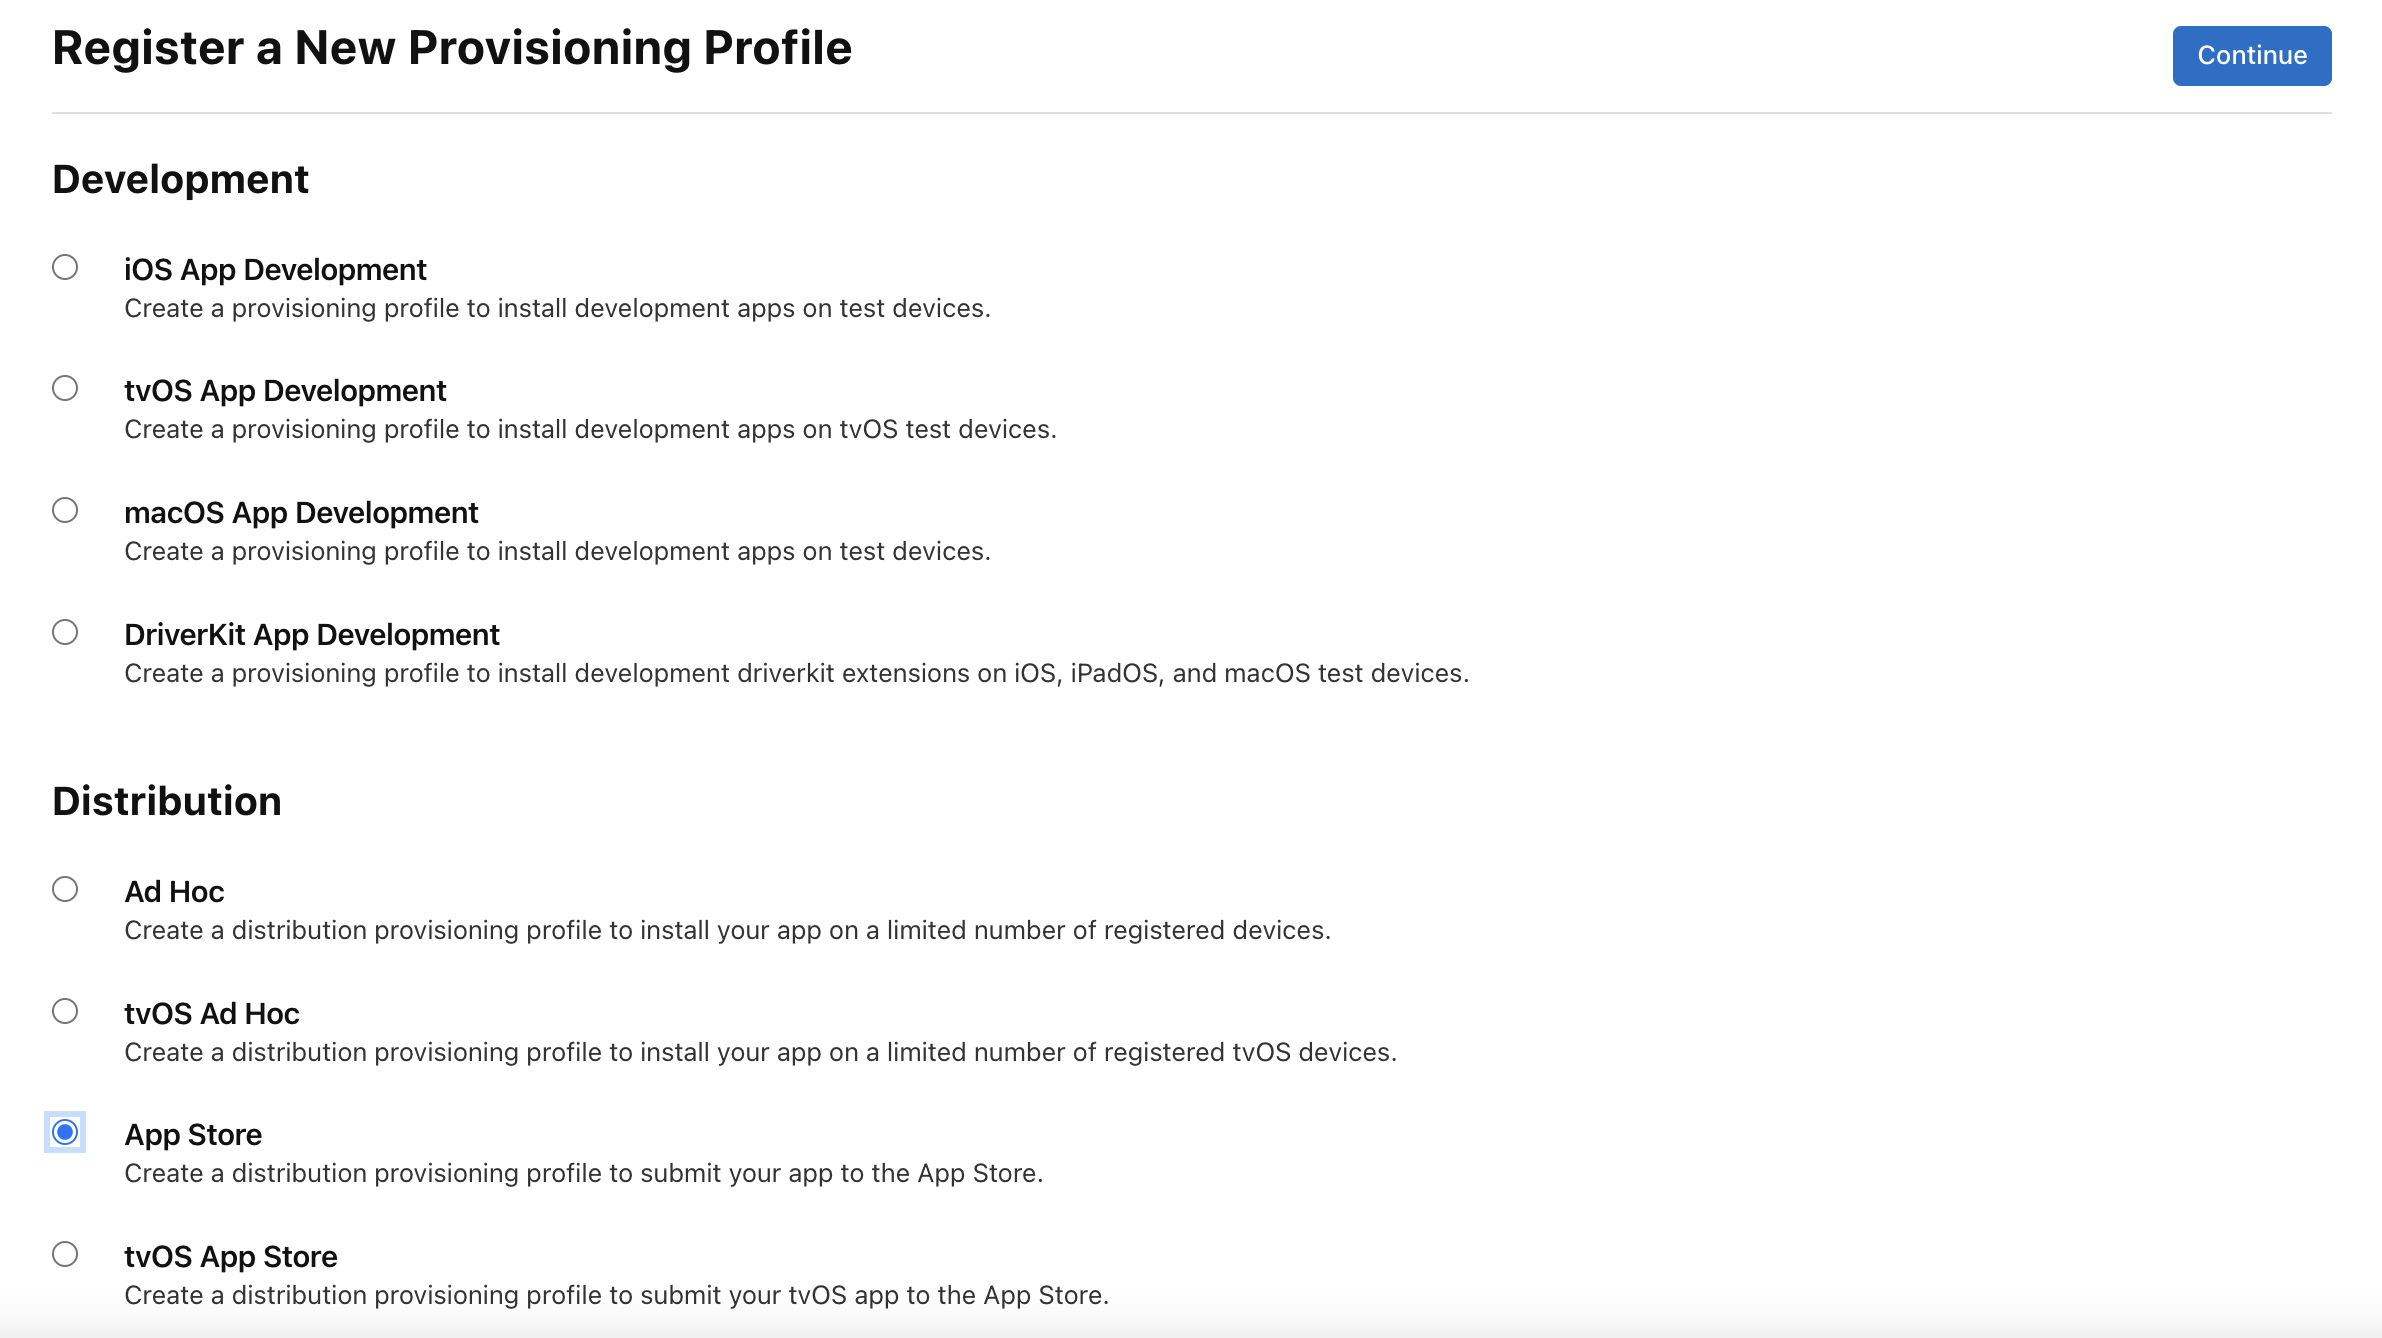 Register a New Provisioning Profile
Continue
Development
iOS App Development
Create a provisioning profile to install development apps on test devices.
tvOS App Development
Create a provisioning profile to install development apps on tvOS test devices.
macOS App Development
Create a provisioning profile to install development apps on test devices.
DriverKit App Development
Create a provisioning profile to install development driverkit extensions on iOS, iPadOS, and macOS test devices.
Distribution
Ad Hoc
Create a distribution provisioning profile to install your app on a limited number of registered devices.
tvOS Ad Hoc
Create a distribution provisioning profile to install your app on a limited number of registered tvOS devices.
App Store
Create a distribution provisioning profile to submit your app to the App Store.
tvOS App Store
Create a distribution provisioning profile to submit your tvOS app to the App Store.